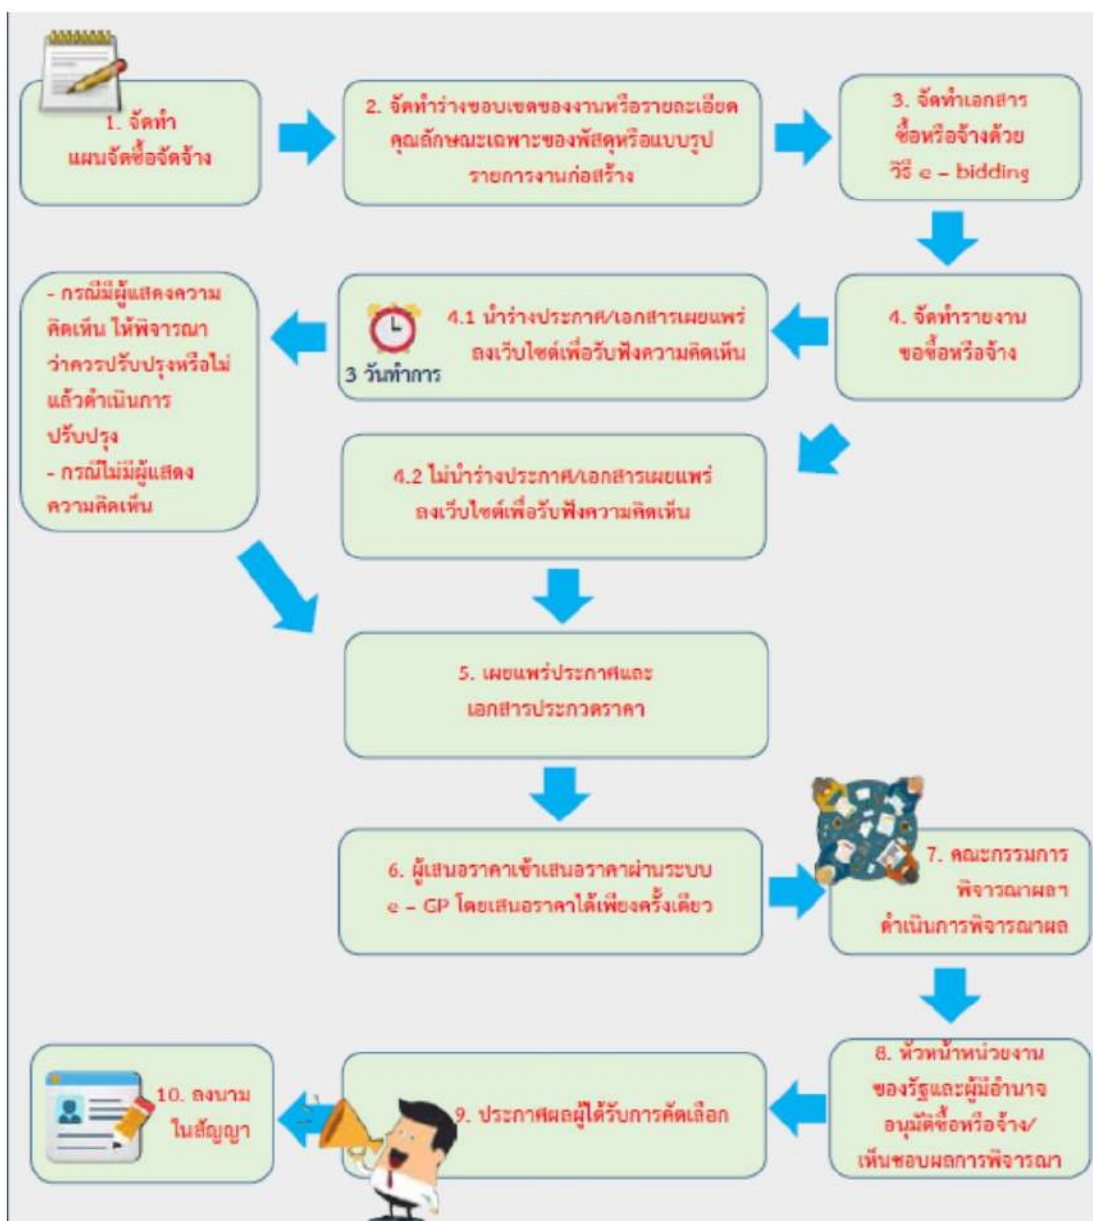 1. จัดทำ
แผนจัดซื้อจัดจ้าง
2. จัดทำร่างขอบเขตของงานหรือรายละเอียด
คุณลักษณะเฉพาะของพัสดุหรือแบบรูป
รายการงานก่อสร้าง
3. จัดทำเอกสาร
ซื้อหรือจ้างด้วย
วิธี e – bidding
4. จัดทำรายงาน
ขอซื้อหรือจ้าง
4.1 นำร่างประกาศ/เอกสารเผยแพร่
ลงเว็บไซต์เพื่อรับฟังความคิดเห็น
3 วันทำการ
- กรณีมีผู้แสดงความ
คิดเห็น ให้พิจารณา
ว่าควรปรับปรุงหรือไม่
แล้วดำเนินการ
ปรับปรุง
- กรณีไม่มีผู้แสดง
ความคิดเห็น
4.2 ไม่นำร่างประกาศ/เอกสารเผยแพร่
ลงเว็บไซต์เพื่อรับฟังความคิดเห็น
5. เผยแพร่ประกาศและ
เอกสารประกวดราคา
6. ผู้เสนอราคาเข้าเสนอราคาผ่านระบบ
e – GP โดยเสนอราคาได้เพียงครั้งเดียว
7. คณะกรรมการ
พิจารณาผลฯ
ดำเนินการพิจารณาผล
8. หัวหน้าหน่วยงาน
ของรัฐและผู้มีอำนาจ
อนุมัติซื้อหรือจ้าง/
เห็นชอบผลการพิจารณา
9. ประกาศผลผู้ได้รับการคัดเลือก
10. ลงนาม
ในสัญญา